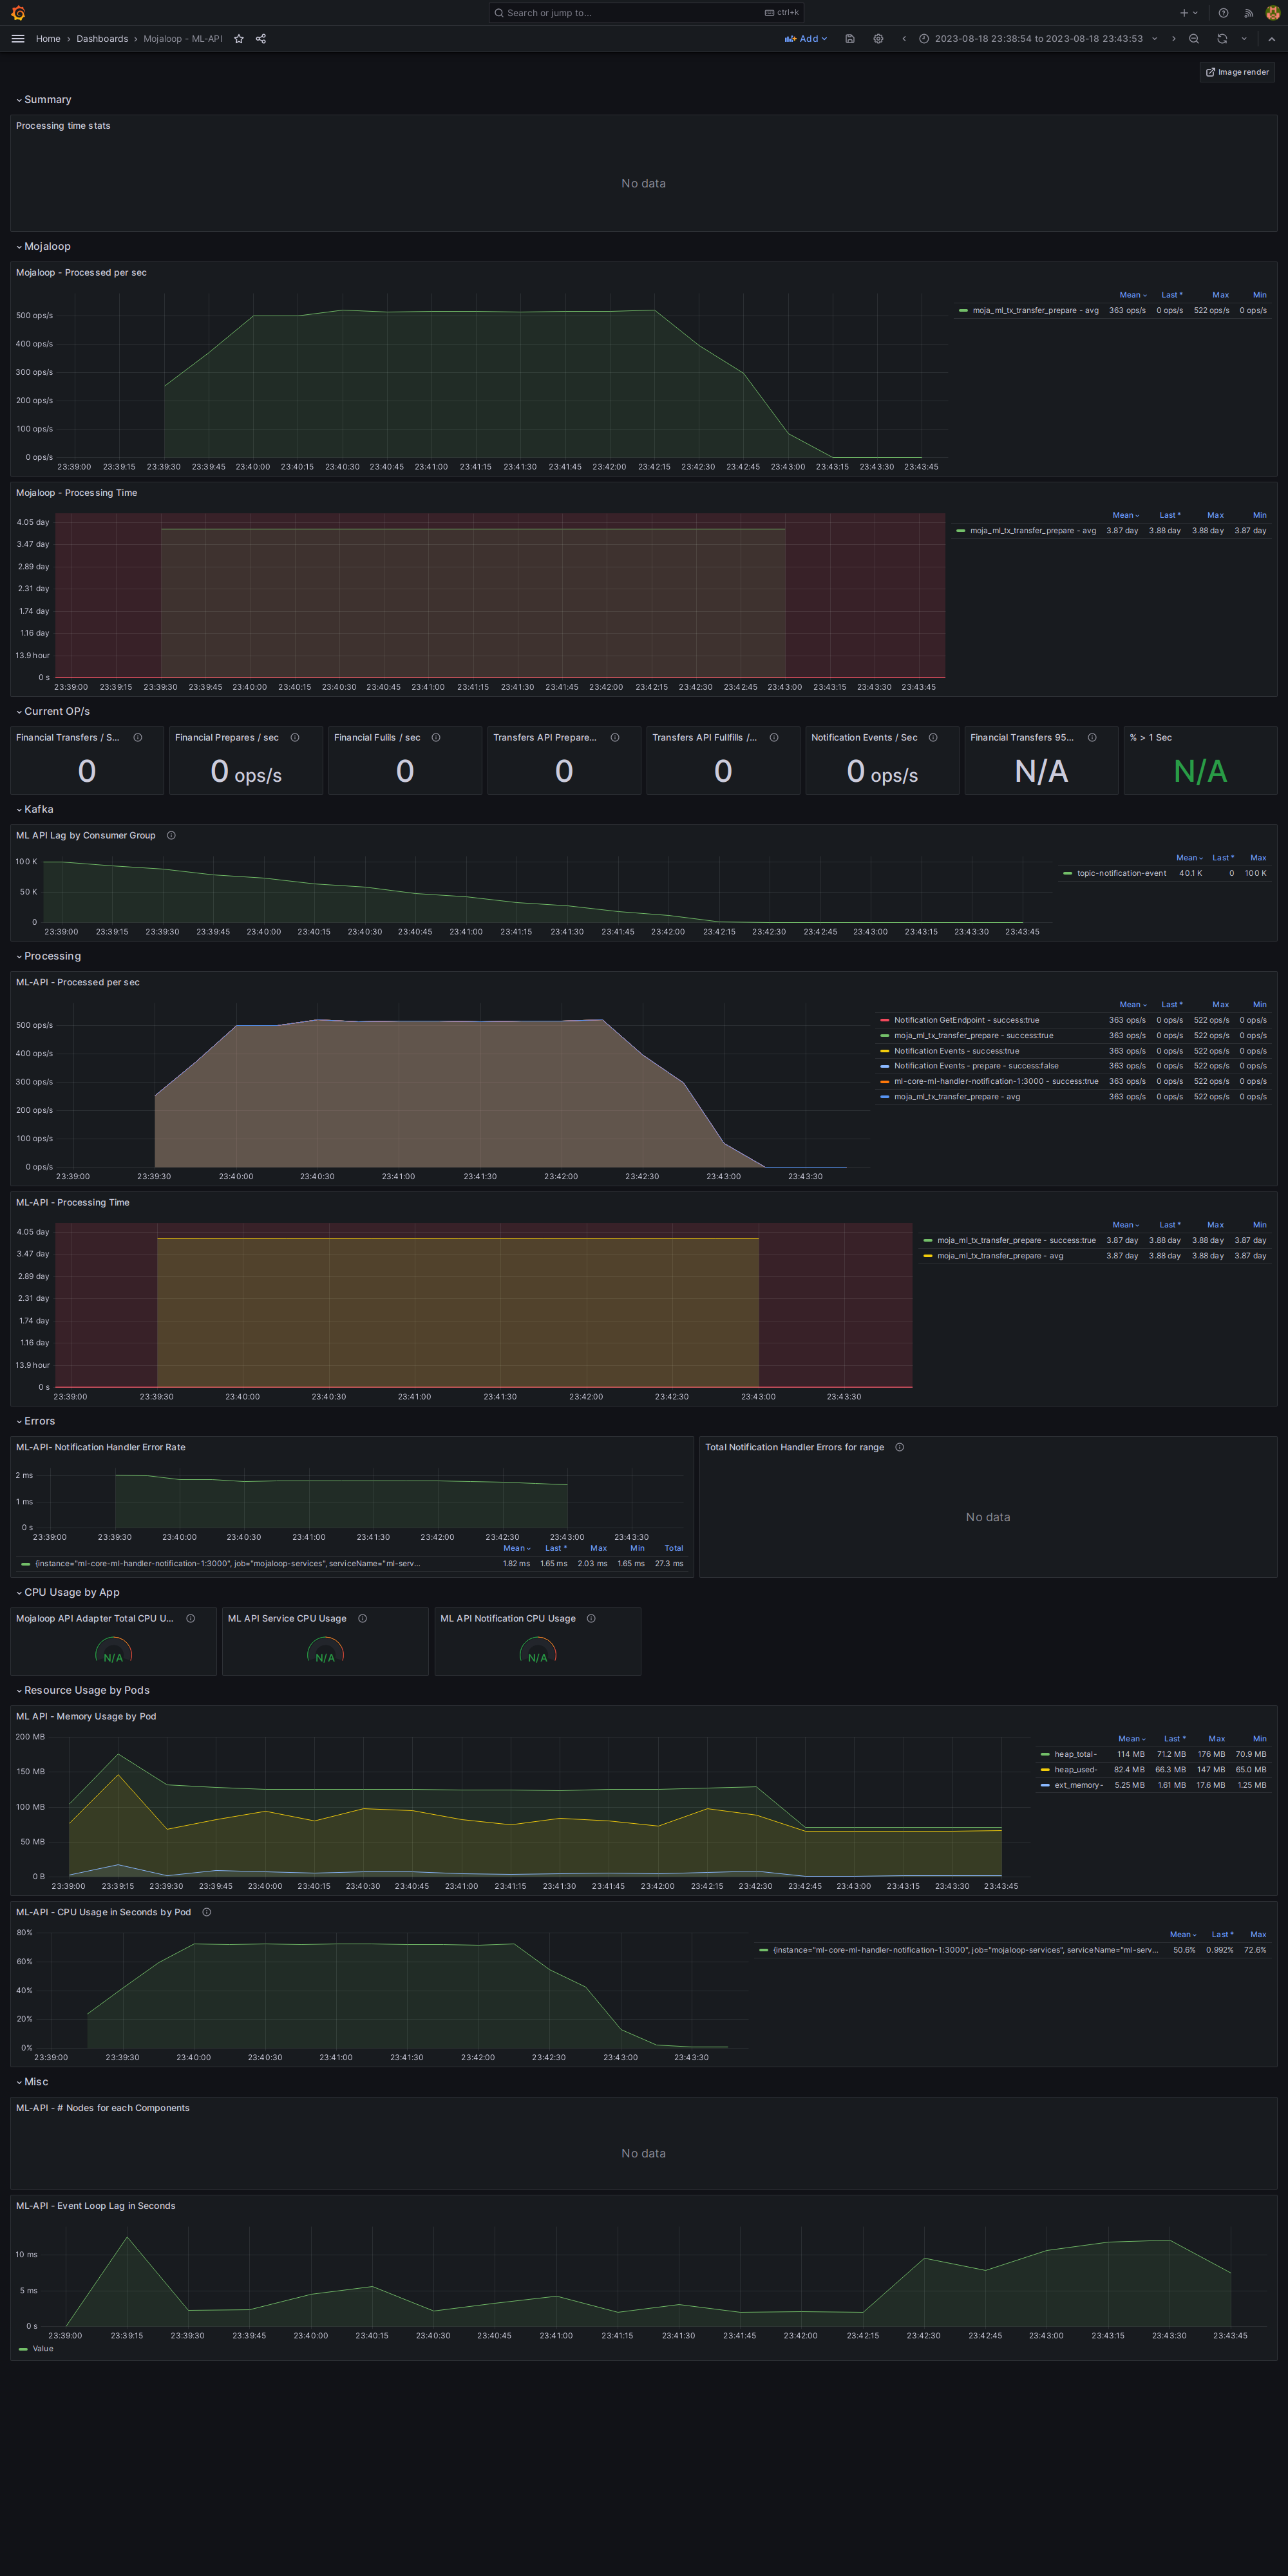 Search or jump to... ctrl+k
Home › Dashboards › Mojaloop - ML-API Add 2023-08-18 23:38:54 to 2023-08-18 23:43:53
Image render
Summary
Processing time stats
No data
Mojaloop
Mojaloop - Processed per sec
Mean Last * Max Min
moja_ml_tx_transfer_prepare - avg 363 ops/s 0 ops/s 522 ops/s 0 ops/s
500 ops/s
400 ops/s
300 ops/s
200 ops/s
100 ops/s
0 ops/s
23:39:00 23:39:15 23:39:30 23:39:45 23:40:00 23:40:15 23:40:30 23:40:45 23:41:00 23:41:15 23:41:30 23:41:45 23:42:00 23:42:15 23:42:30 23:42:45 23:43:00 23:43:15 23:43:30 23:43:45
Mojaloop - Processing Time
Mean Last * Max Min
moja_ml_tx_transfer_prepare - avg 3.87 day 3.88 day 3.88 day 3.87 day
4.05 day
3.47 day
2.89 day
2.31 day
1.74 day
1.16 day
13.9 hour
0 s
23:39:00 23:39:15 23:39:30 23:39:45 23:40:00 23:40:15 23:40:30 23:40:45 23:41:00 23:41:15 23:41:30 23:41:45 23:42:00 23:42:15 23:42:30 23:42:45 23:43:00 23:43:15 23:43:30 23:43:45
Current OP/s
Financial Transfers / S... Financial Prepares / sec Financial Fulils / sec Transfers API Prepare... Transfers API Fullfills /... Notification Events / Sec Financial Transfers 95... % > 1 Sec
0 0 ops/s 0 0 0 0 ops/s N/A N/A
Kafka
ML API Lag by Consumer Group
Mean Last * Max
topic-notification-event 40.1 K 0 100 K
100 K
50 K
0
23:39:00 23:39:15 23:39:30 23:39:45 23:40:00 23:40:15 23:40:30 23:40:45 23:41:00 23:41:15 23:41:30 23:41:45 23:42:00 23:42:15 23:42:30 23:42:45 23:43:00 23:43:15 23:43:30 23:43:45
Processing
ML-API - Processed per sec
Mean Last * Max Min
Notification GetEndpoint - success:true 363 ops/s 0 ops/s 522 ops/s 0 ops/s
moja_ml_tx_transfer_prepare - success:true 363 ops/s 0 ops/s 522 ops/s 0 ops/s
Notification Events - success:true 363 ops/s 0 ops/s 522 ops/s 0 ops/s
Notification Events - prepare - success:false 363 ops/s 0 ops/s 522 ops/s 0 ops/s
ml-core-ml-handler-notification-1:3000 - success:true 363 ops/s 0 ops/s 522 ops/s 0 ops/s
moja_ml_tx_transfer_prepare - avg 363 ops/s 0 ops/s 522 ops/s 0 ops/s
500 ops/s
400 ops/s
300 ops/s
200 ops/s
100 ops/s
0 ops/s
23:39:00 23:39:30 23:40:00 23:40:30 23:41:00 23:41:30 23:42:00 23:42:30 23:43:00 23:43:30
ML-API - Processing Time
Mean Last * Max Min
moja_ml_tx_transfer_prepare - success:true 3.87 day 3.88 day 3.88 day 3.87 day
moja_ml_tx_transfer_prepare - avg 3.87 day 3.88 day 3.88 day 3.87 day
4.05 day
3.47 day
2.89 day
2.31 day
1.74 day
1.16 day
13.9 hour
0 s
23:39:00 23:39:30 23:40:00 23:40:30 23:41:00 23:41:30 23:42:00 23:42:30 23:43:00 23:43:30
Errors
ML-API- Notification Handler Error Rate
2 ms
1 ms
0 s
23:39:00 23:39:30 23:40:00 23:40:30 23:41:00 23:41:30 23:42:00 23:42:30 23:43:00 23:43:30
Mean Last * Max Min Total
{instance="ml-core-ml-handler-notification-1:3000", job="mojaloop-services", serviceName="ml-serv... 1.82 ms 1.65 ms 2.03 ms 1.65 ms 27.3 ms
Total Notification Handler Errors for range
No data
CPU Usage by App
Mojaloop API Adapter Total CPU U... ML API Service CPU Usage ML API Notification CPU Usage
N/A N/A N/A
Resource Usage by Pods
ML API - Memory Usage by Pod
Mean Last * Max Min
heap_total- 114 MB 71.2 MB 176 MB 70.9 MB
heap_used- 82.4 MB 66.3 MB 147 MB 65.0 MB
ext_memory- 5.25 MB 1.61 MB 17.6 MB 1.25 MB
200 MB
150 MB
100 MB
50 MB
0 B
23:39:00 23:39:15 23:39:30 23:39:45 23:40:00 23:40:15 23:40:30 23:40:45 23:41:00 23:41:15 23:41:30 23:41:45 23:42:00 23:42:15 23:42:30 23:42:45 23:43:00 23:43:15 23:43:30 23:43:45
ML-API - CPU Usage in Seconds by Pod
Mean Last * Max
{instance="ml-core-ml-handler-notification-1:3000", job="mojaloop-services", serviceName="ml-serv... 50.6% 0.992% 72.6%
80%
60%
40%
20%
0%
23:39:00 23:39:30 23:40:00 23:40:30 23:41:00 23:41:30 23:42:00 23:42:30 23:43:00 23:43:30
Misc
ML-API - # Nodes for each Components
No data
ML-API - Event Loop Lag in Seconds
10 ms
5 ms
0 s
23:39:00 23:39:15 23:39:30 23:39:45 23:40:00 23:40:15 23:40:30 23:40:45 23:41:00 23:41:15 23:41:30 23:41:45 23:42:00 23:42:15 23:42:30 23:42:45 23:43:00 23:43:15 23:43:30 23:43:45
Value